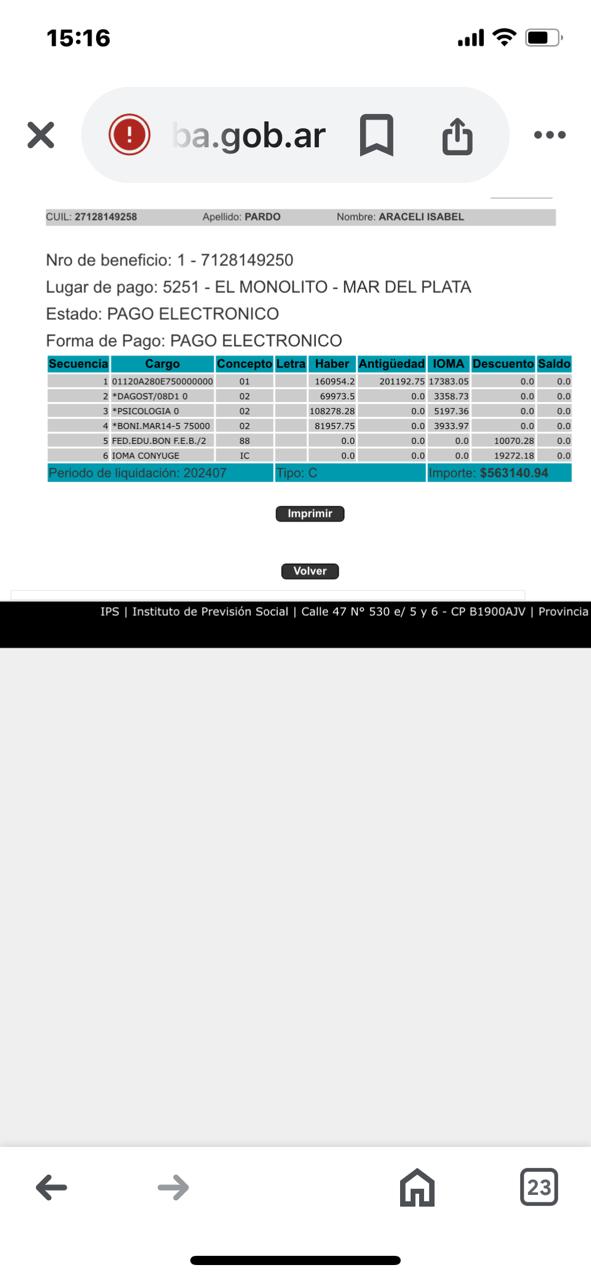 15:16
ba.gob.ar
CUIL: 27128149258 Apellido: PARDO Nombre: ARACELI ISABEL
Nro de beneficio: 1 - 7128149250
Lugar de pago: 5251 - EL MONOLITO - MAR DEL PLATA
Estado: PAGO ELECTRONICO
Forma de Pago: PAGO ELECTRONICO
Secuencia Cargo Concepto Letra Haber Antigüedad IOMA Descuento Saldo
1 01120A280E750000000 01 160954.2 201192.75 17383.05 0.0 0.0
2 *DAGOST/08D1 0 02 69973.5 0.0 3358.73 0.0 0.0
3 *PSICOLOGIA 0 02 108278.28 0.0 5197.36 0.0 0.0
4 *BONI.MAR14-5 75000 02 81957.75 0.0 3933.97 0.0 0.0
5 FED.EDU.BON F.E.B./2 88 0.0 0.0 0.0 10070.28 0.0
6 IOMA CONYUGE IC 0.0 0.0 0.0 19272.18 0.0
Periodo de liquidación: 202407 Tipo: C Importe: $563140.94
Imprimir
Volver
IPS | Instituto de Previsión Social | Calle 47 N° 530 e/ 5 y 6 - CP B1900AJV | Provincia
23